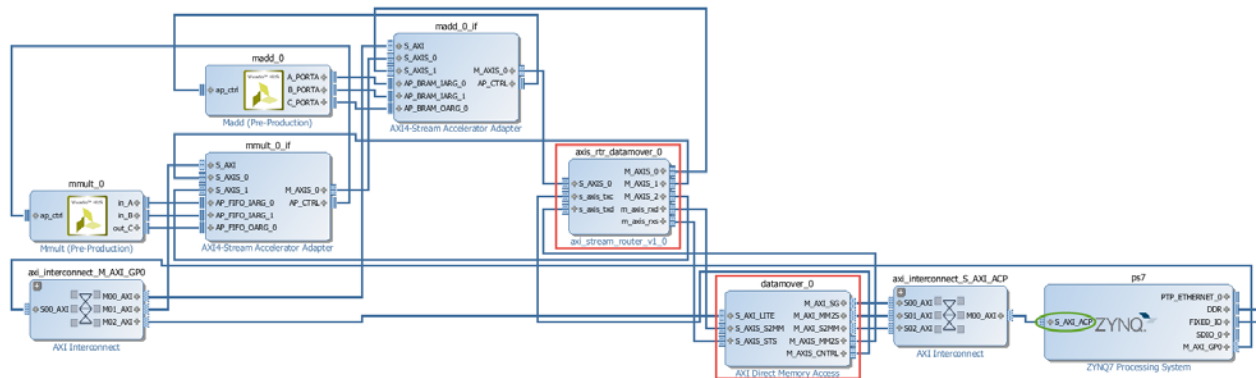 madd_0_if
S_AXI
S_AXIS_0
S_AXIS_1
AP_BRAM_IARG_0
AP_BRAM_IARG_1
AP_BRAM_OARG_0
M_AXIS_0
AP_CTRL
AXI4-Stream Accelerator Adapter
madd_0
ap_ctrl
A_PORTA
B_PORTA
C_PORTA
Madd (Pre-Production)
mmult_0_if
S_AXI
S_AXIS_0
S_AXIS_1
AP_FIFO_IARG_0
AP_FIFO_IARG_1
AP_FIFO_OARG_0
M_AXIS_0
AP_CTRL
AXI4-Stream Accelerator Adapter
mmult_0
ap_ctrl
in_A
in_B
out_C
Mmult (Pre-Production)
axis_rtr_datamover_0
S_AXIS_0
s_axis_txc
s_axis_txd
M_AXIS_0
M_AXIS_1
M_AXIS_2
m_axis_rxd
m_axis_rxs
axi_stream_router_v1_0
axi_interconnect_M_AXI_GP0
S00_AXI
M00_AXI
M01_AXI
M02_AXI
AXI Interconnect
datamover_0
S_AXI_LITE
S_AXIS_S2MM
S_AXIS_STS
M_AXI_SG
M_AXI_MM2S
M_AXI_S2MM
M_AXIS_MM2S
M_AXIS_CNTRL
AXI Direct Memory Access
axi_interconnect_S_AXI_ACP
S00_AXI
S01_AXI
S02_AXI
M00_AXI
AXI Interconnect
ps7
S_AXI_ACP
ZYNQ
PTP_ETHERNET_0
DDR
FIXED_IO
SDIO_0
M_AXI_GP0
ZYNQ7 Processing System